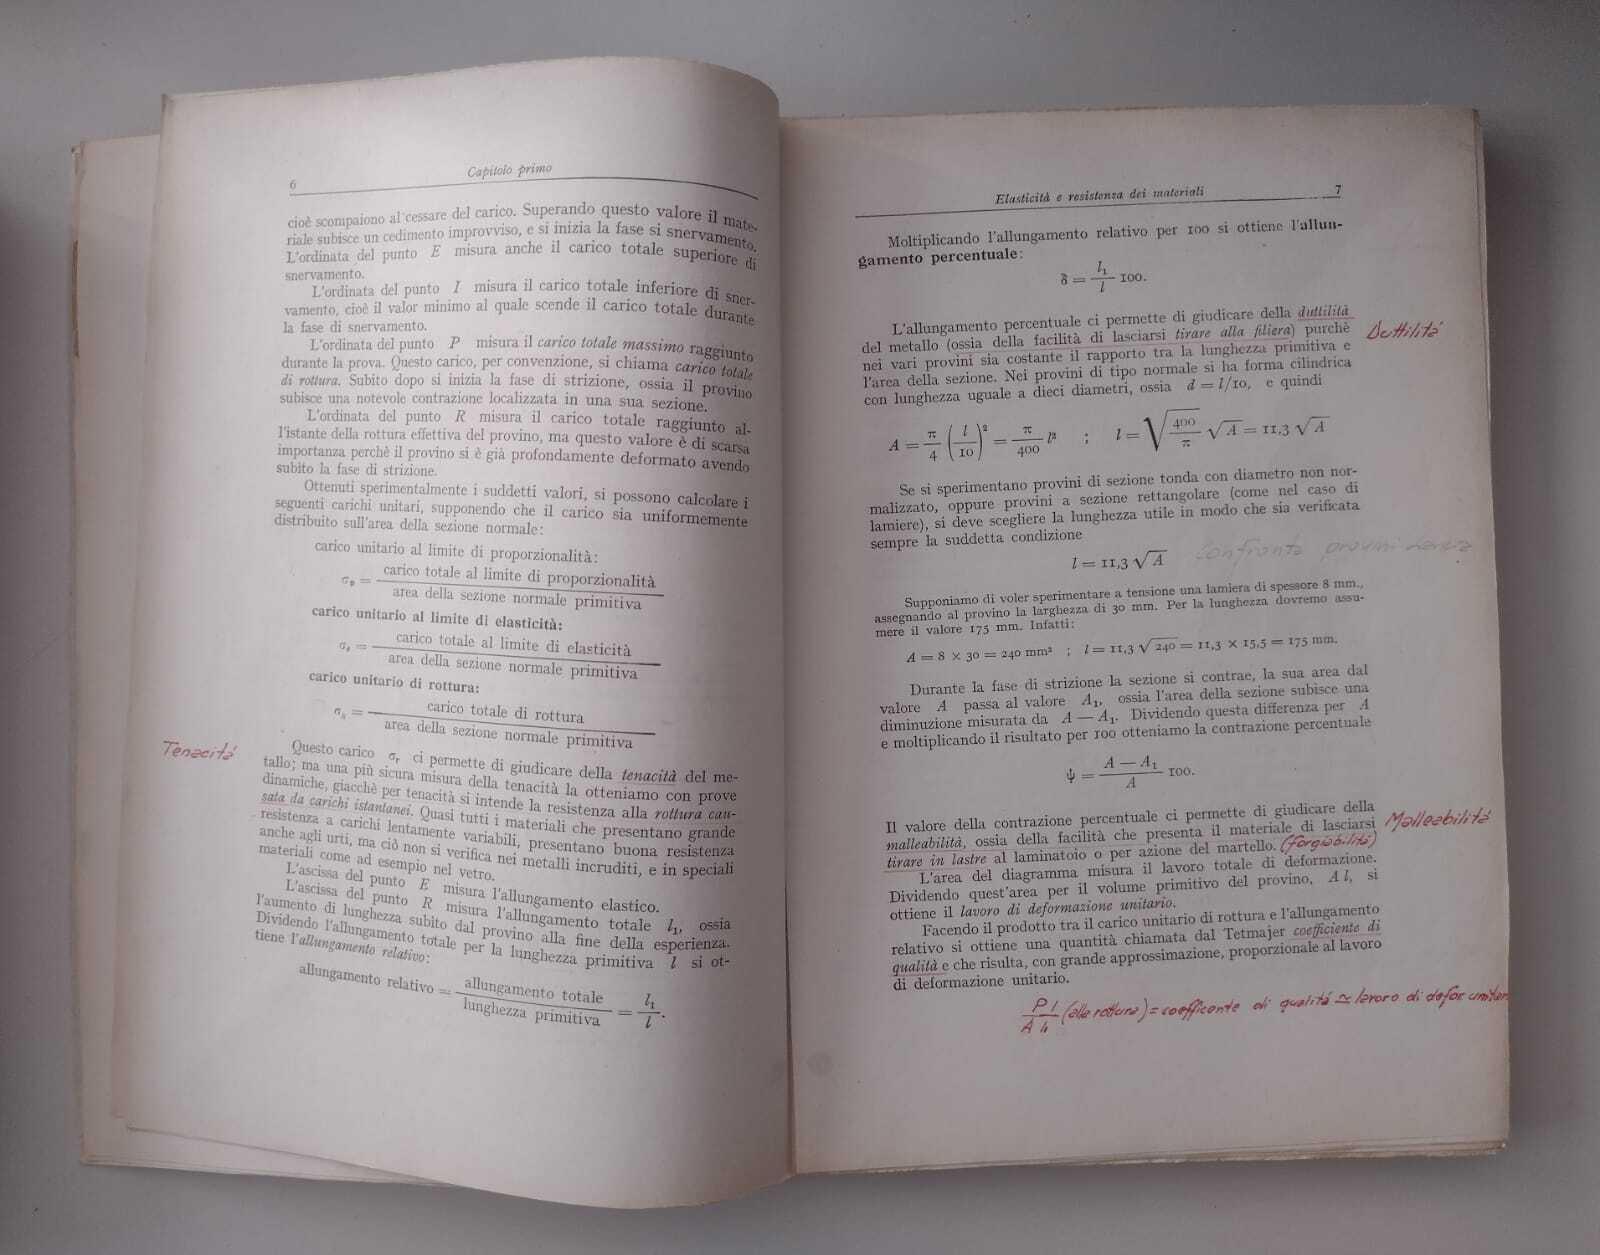 6
Capitolo primo
cioè scompaiono al cessare del carico. Superando questo valore il mate-
riale subisce un cedimento improvviso, e si inizia la fase si snervamento.
L'ordinata del punto E misura anche il carico totale superiore di
snervamento.
L'ordinata del punto I misura il carico totale inferiore di sner-
vamento, cioè il valor minimo al quale scende il carico totale durante
la fase di snervamento.
L'ordinata del punto P misura il carico totale massimo raggiunto
durante la prova. Questo carico, per convenzione, si chiama carico totale
di rottura. Subito dopo si inizia la fase di strizione, ossia il provino
subisce una notevole contrazione localizzata in una sua sezione.
L'ordinata del punto R misura il carico totale raggiunto al-
l'istante della rottura effettiva del provino, ma questo valore è di scarsa
importanza perchè il provino si è già profondamente deformato avendo
subìto la fase di strizione.
Ottenuti sperimentalmente i suddetti valori, si possono calcolare i
seguenti carichi unitari, supponendo che il carico sia uniformemente
distribuito sull'area della sezione normale:
carico unitario al limite di proporzionalità:
σp = carico totale al limite di proporzionalità
area della sezione normale primitiva
carico unitario al limite di elasticità:
σe = carico totale al limite di elasticità
area della sezione normale primitiva
carico unitario di rottura:
σr = carico totale di rottura
area della sezione normale primitiva
Tenacità
Questo carico σr ci permette di giudicare della tenacità del me-
tallo; ma una più sicura misura della tenacità la otteniamo con prove
dinamiche, giacchè per tenacità si intende la resistenza alla rottura cau-
sata da carichi istantanei. Quasi tutti i materiali che presentano grande
resistenza a carichi lentamente variabili, presentano buona resistenza
anche agli urti, ma ciò non si verifica nei metalli incruditi, e in speciali
materiali come ad esempio nel vetro.
L'ascissa del punto E misura l'allungamento elastico.
L'ascissa del punto R misura l'allungamento totale l₁, ossia
l'aumento di lunghezza subito dal provino alla fine della esperienza.
Dividendo l'allungamento totale per la lunghezza primitiva l si ot-
tiene l'allungamento relativo:
allungamento relativo = allungamento totale / lunghezza primitiva = l₁ / l.
Elasticità e resistenza dei materiali
7
Moltiplicando l'allungamento relativo per 100 si ottiene l'allun-
gamento percentuale:
δ = l₁ / l 100.
L'allungamento percentuale ci permette di giudicare della duttilità
Duttilità
del metallo (ossia della facilità di lasciarsi tirare alla filiera) purchè
nei vari provini sia costante il rapporto tra la lunghezza primitiva e
l'area della sezione. Nei provini di tipo normale si ha forma cilindrica
con lunghezza uguale a dieci diametri, ossia d = l/10, e quindi
A = π/4 (l/10)² = π/400 l² ; l = √400/π √A = 11,3 √A
Se si sperimentano provini di sezione tonda con diametro non nor-
malizzato, oppure provini a sezione rettangolare (come nel caso di
lamiere), si deve scegliere la lunghezza utile in modo che sia verificata
sempre la suddetta condizione
l = 11,3 √A
confronta provini
Supponiamo di voler sperimentare a tensione una lamiera di spessore 8 mm.,
assegnando al provino la larghezza di 30 mm. Per la lunghezza dovremo assu-
mere il valore 175 mm. Infatti:
A = 8 × 30 = 240 mm² ; l = 11,3 √240 = 11,3 × 15,5 = 175 mm.
Durante la fase di strizione la sezione si contrae, la sua area dal
valore A passa al valore A₁, ossia l'area della sezione subisce una
diminuzione misurata da A — A₁. Dividendo questa differenza per A
e moltiplicando il risultato per 100 otteniamo la contrazione percentuale
ψ = A — A₁ / A 100.
Il valore della contrazione percentuale ci permette di giudicare della
Malleabilità
malleabilità, ossia della facilità che presenta il materiale di lasciarsi
tirare in lastre al laminatoio o per azione del martello. (forgiabilità)
L'area del diagramma misura il lavoro totale di deformazione.
Dividendo quest'area per il volume primitivo del provino, A l, si
ottiene il lavoro di deformazione unitario.
Facendo il prodotto tra il carico unitario di rottura e l'allungamento
relativo si ottiene una quantità chiamata dal Tetmajer coefficiente di
qualità e che risulta, con grande approssimazione, proporzionale al lavoro
di deformazione unitario.
(alla rottura) = coefficente di qualità ≃ lavoro di defor unitar